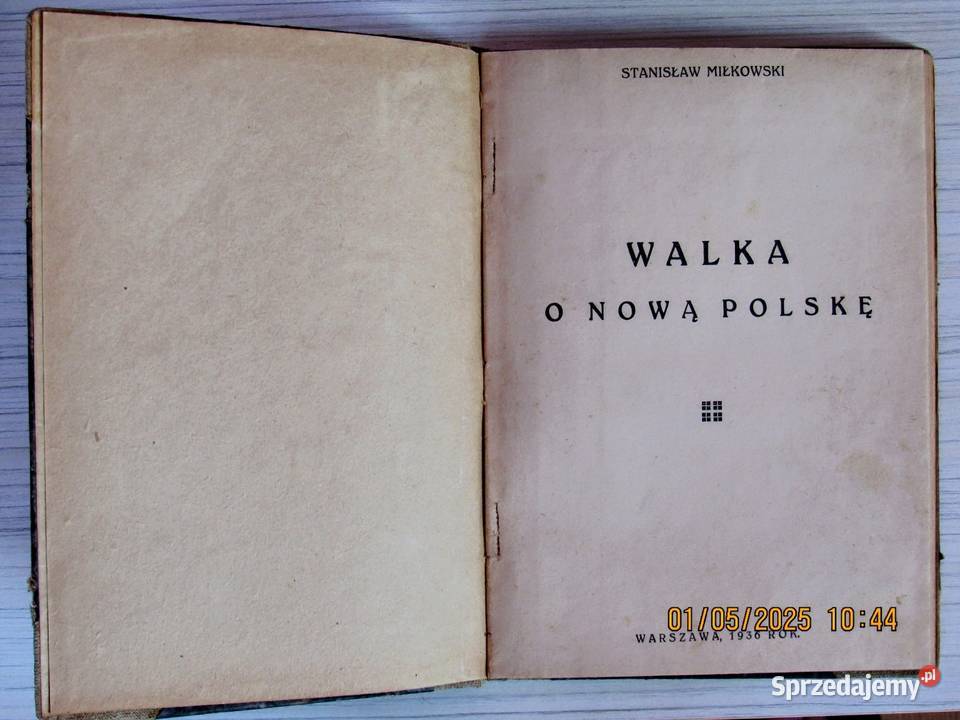 STANISŁAW MIŁKOWSKI
WALKA
O NOWĄ POLSKĘ
01/05/2025 10:44
WARSZAWA, 1936 ROK.
Sprzedajemy.pl